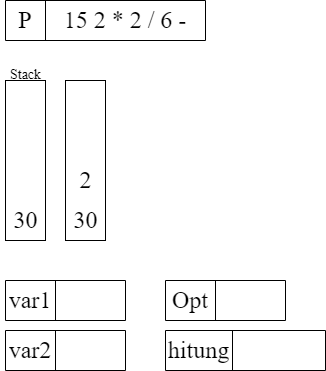 P 15 2 * 2 / 6 -
Stack
2
30 30
var1 Opt
var2 hitung